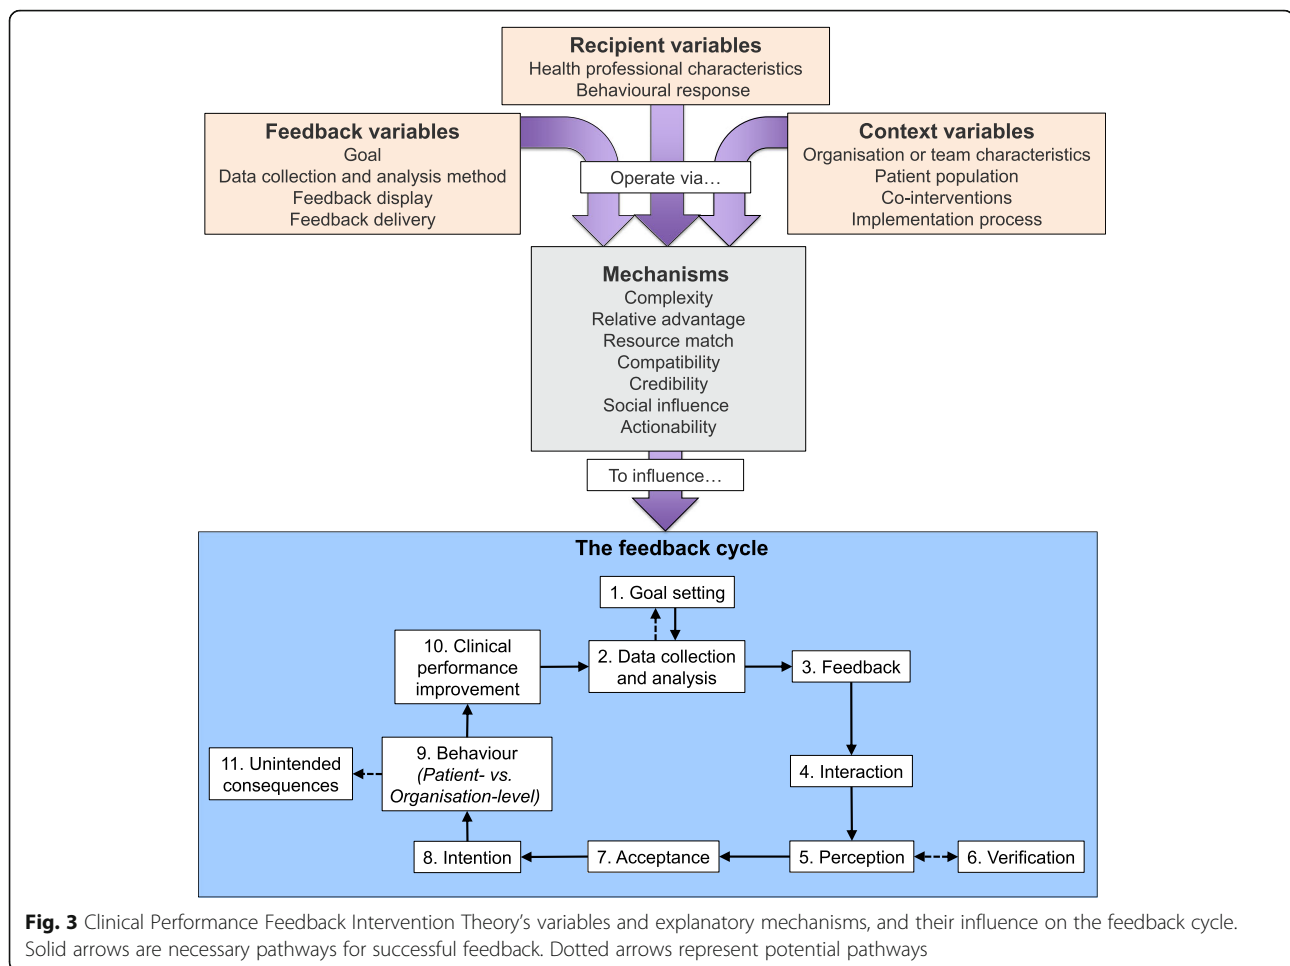 Recipient variables
Health professional characteristics
Behavioural response
Feedback variables
Goal
Data collection and analysis method
Feedback display
Feedback delivery
Context variables
Organisation or team characteristics
Patient population
Co-interventions
Implementation process
Operate via…
Mechanisms
Complexity
Relative advantage
Resource match
Compatibility
Credibility
Social influence
Actionability
To influence…
The feedback cycle
1. Goal setting
2. Data collection
and analysis
3. Feedback
4. Interaction
5. Perception
6. Verification
7. Acceptance
8. Intention
9. Behaviour
(Patient- vs.
Organisation-level)
10. Clinical
performance
improvement
11. Unintended
consequences
Fig. 3 Clinical Performance Feedback Intervention Theory’s variables and explanatory mechanisms, and their influence on the feedback cycle.
Solid arrows are necessary pathways for successful feedback. Dotted arrows represent potential pathways